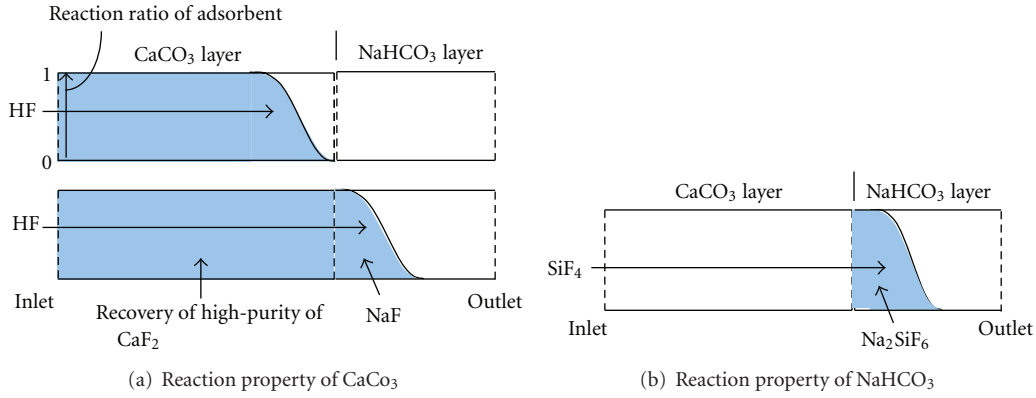 Reaction ratio of adsorbent
CaCO₃ layer
NaHCO₃ layer
1
HF
0
HF
Inlet
Recovery of high-purity of
CaF₂
NaF
Outlet
(a) Reaction property of CaCo₃
CaCO₃ layer
NaHCO₃ layer
SiF₄
Inlet
Na₂SiF₆
Outlet
(b) Reaction property of NaHCO₃